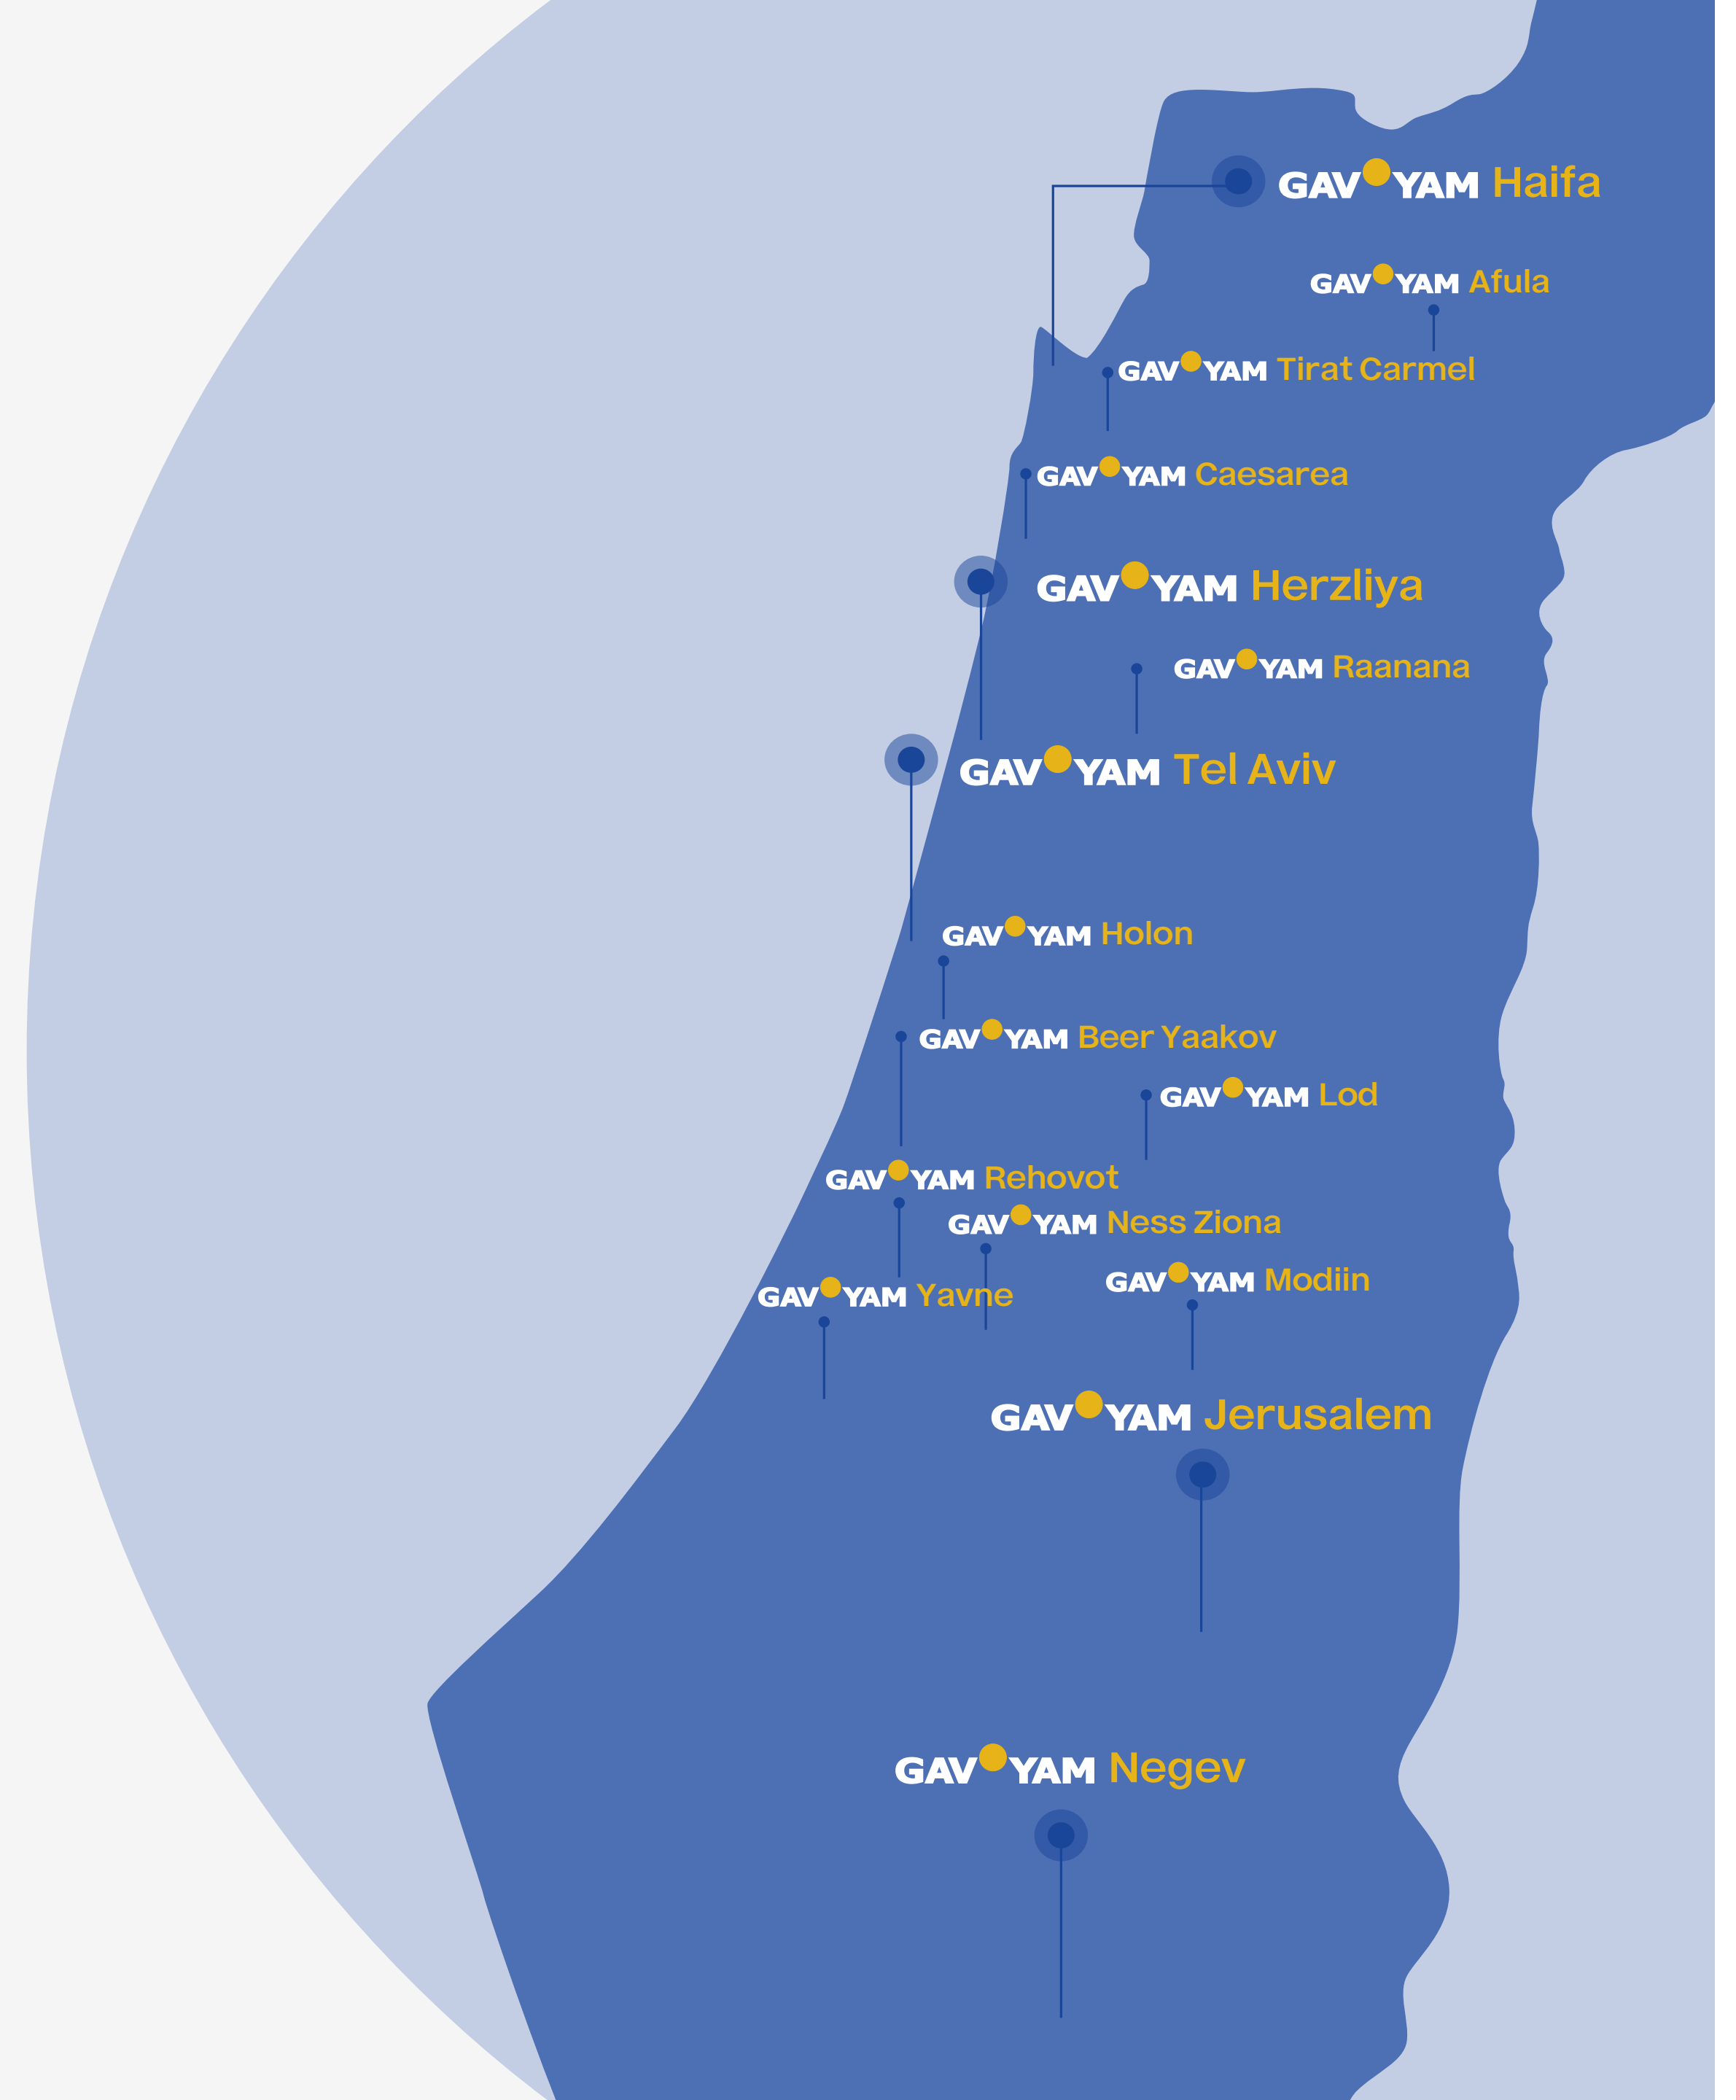 GAV YAM Haifa
GAV YAM Afula
GAV YAM Tirat Carmel
GAV YAM Caesarea
GAV YAM Herzliya
GAV YAM Raanana
GAV YAM Tel Aviv
GAV YAM Holon
GAV YAM Beer Yaakov
GAV YAM Lod
GAV YAM Rehovot
GAV YAM Ness Ziona
GAV YAM Modiin
GAV YAM Yavne
GAV YAM Jerusalem
GAV YAM Negev